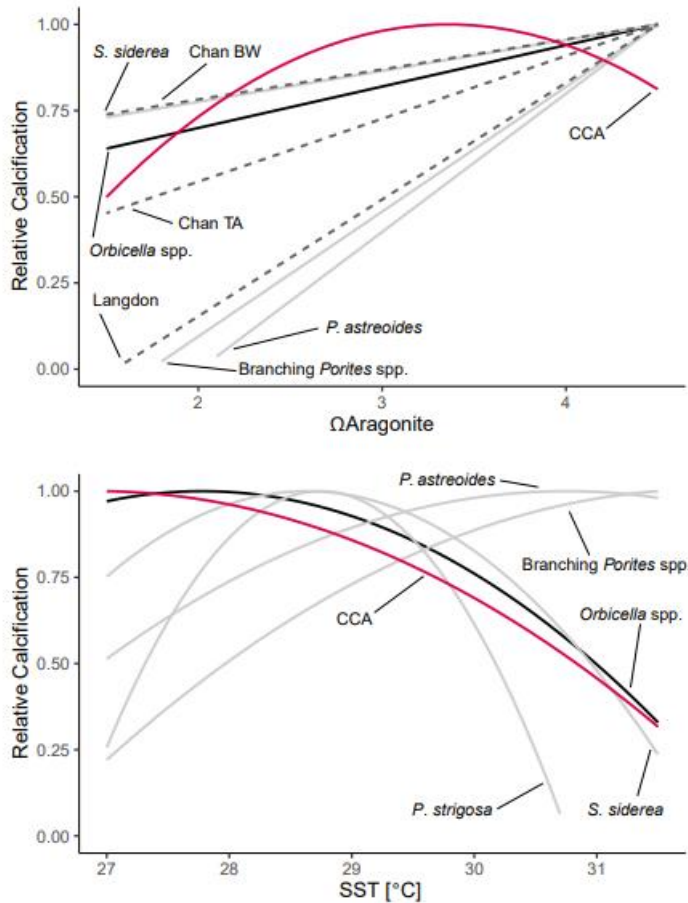 1.00
0.75
0.50
0.25
0.00
Relative Calcification
S. siderea
Chan BW
CCA
Chan TA
Orbicella spp.
Langdon
P. astreoides
Branching Porites spp.
2
3
4
ΩAragonite
1.00
0.75
0.50
0.25
0.00
Relative Calcification
P. astreoides
Branching Porites spp
Orbicella spp.
CCA
P. strigosa
S. siderea
27
28
29
30
31
SST [°C]